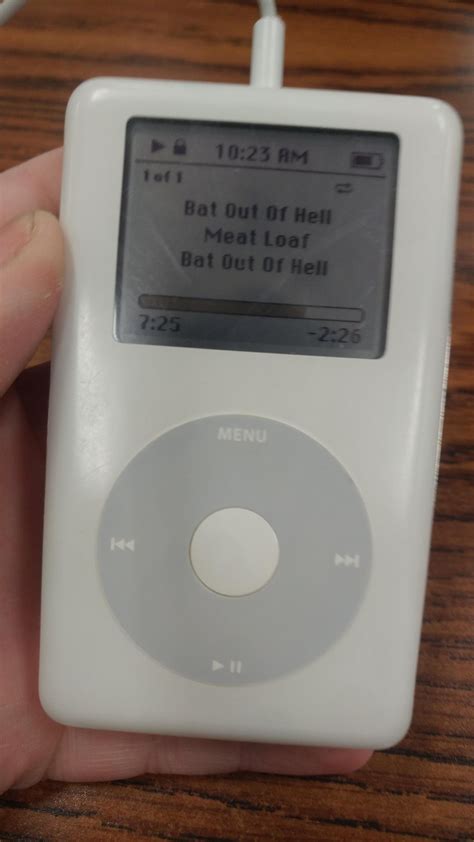 10:23 AM
1 of 1
Bat Out Of Hell
Meat Loaf
Bat Out Of Hell
7:25 -2:26
MENU